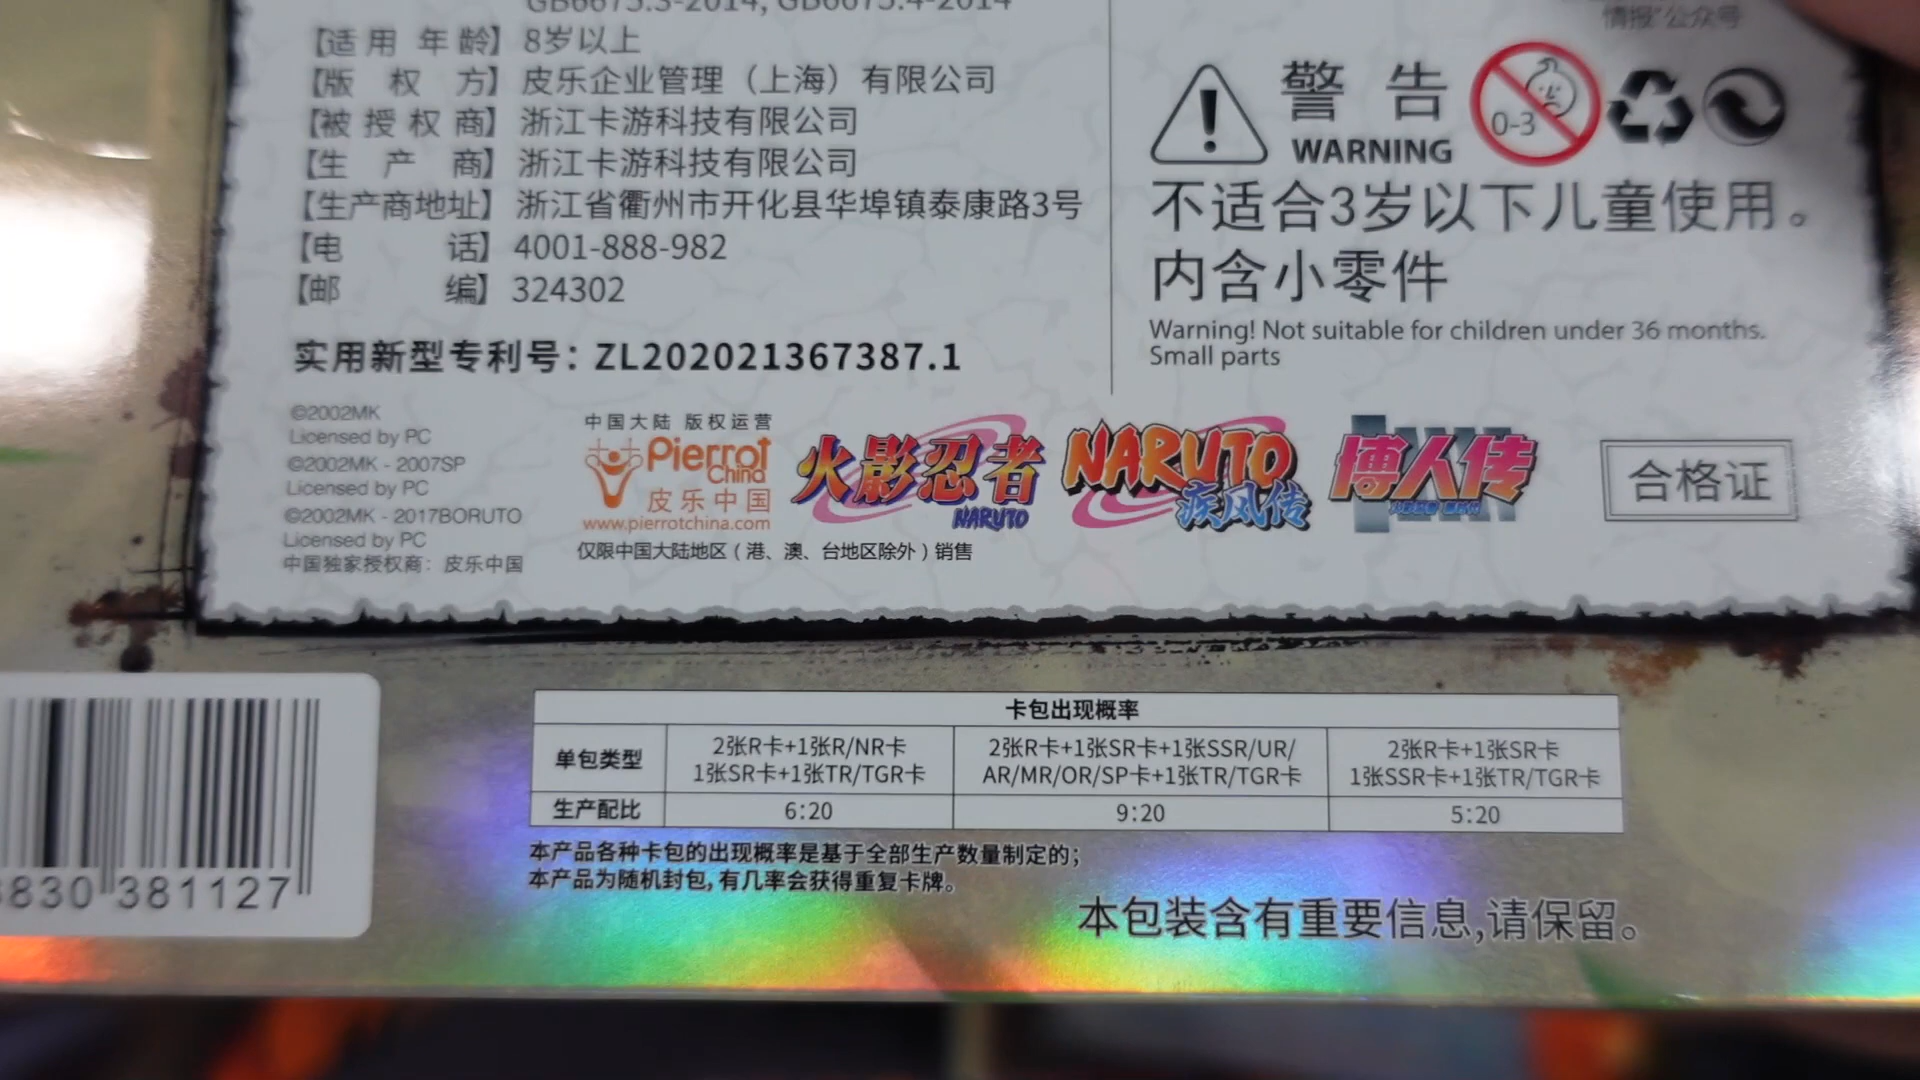 GB6675.3-2014, GB6675.4-2014
【适用年龄】 8岁以上
【版权方】 皮乐企业管理（上海）有限公司
【被授权商】 浙江卡游科技有限公司
【生产商】 浙江卡游科技有限公司
【生产商地址】 浙江省衢州市开化县华埠镇泰康路3号
【电话】 4001-888-982
【邮编】 324302
实用新型专利号：ZL202021367387.1
情报"公众号
警告
WARNING
0-3
不适合3岁以下儿童使用。
内含小零件
Warning! Not suitable for children under 36 months.
Small parts
©2002MK
Licensed by PC
©2002MK - 2007SP
Licensed by PC
©2002MK - 2017BORUTO
Licensed by PC
中国独家授权商：皮乐中国
中国大陆 版权运营
Pierrot
China
皮乐中国
www.pierrotchina.com
仅限中国大陆地区（港、澳、台地区除外）销售
火影忍者
NARUTO
NARUTO
疾风传
博人传
合格证
卡包出现概率
单包类型
2张R卡+1张R/NR卡
1张SR卡+1张TR/TGR卡
2张R卡+1张SR卡+1张SSR/UR/
AR/MR/OR/SP卡+1张TR/TGR卡
2张R卡+1张SR卡
1张SSR卡+1张TR/TGR卡
生产配比 6:20 9:20 5:20
本产品各种卡包的出现概率是基于全部生产数量制定的；
本产品为随机封包，有几率会获得重复卡牌。
本包装含有重要信息，请保留。
830 381127